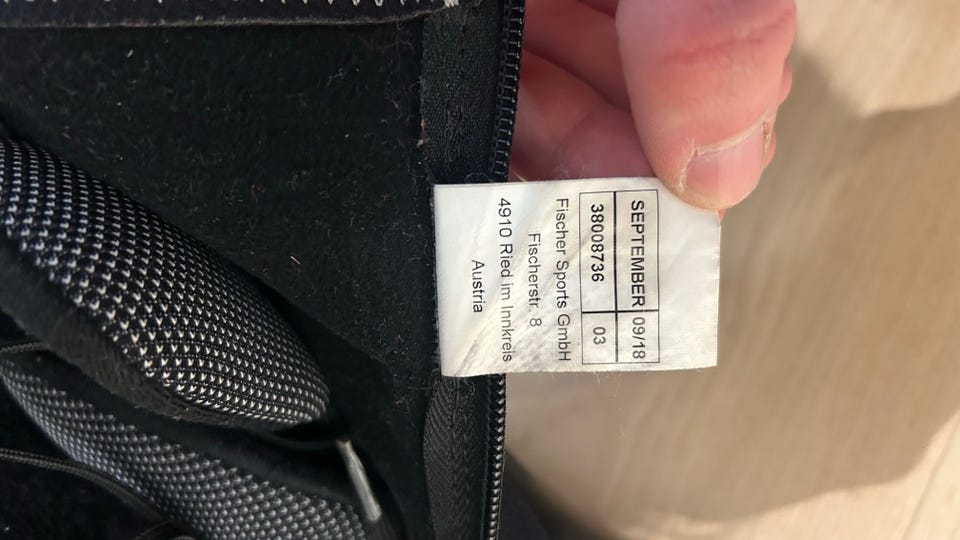 SEPTEMBER 09/18
38008736 03
Fischer Sports GmbH
Fischerstr. 8
4910 Ried im Innkreis
Austria